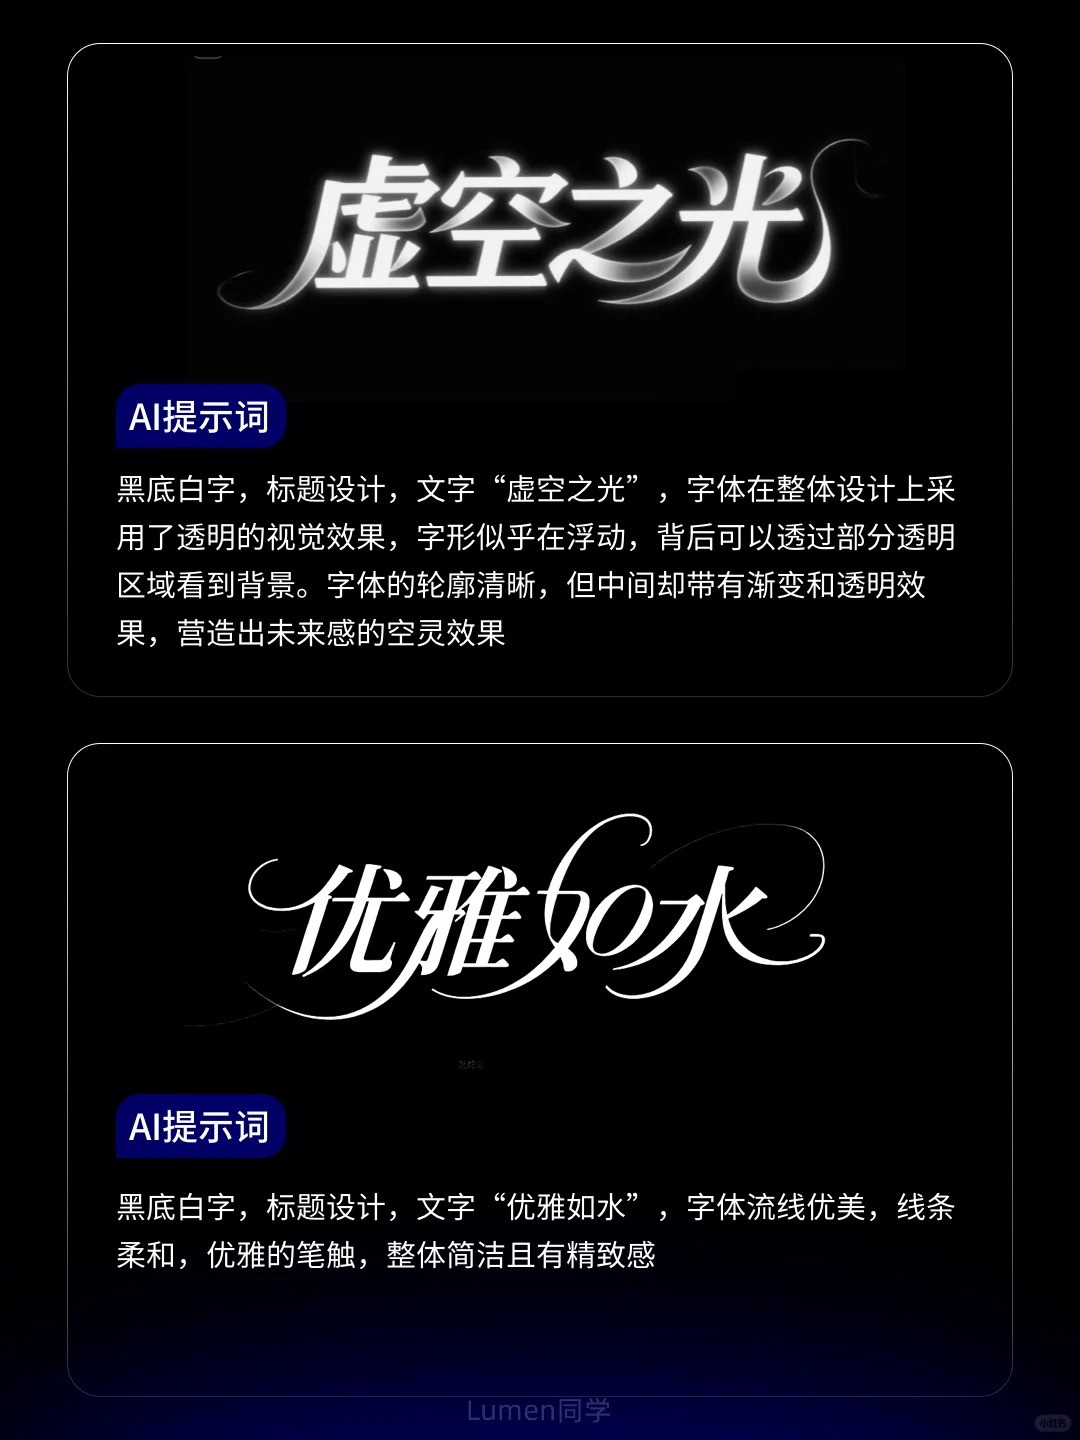 虚空之光
AI提示词
黑底白字，标题设计，文字“虚空之光”，字体在整体设计上采
用了透明的视觉效果，字形似乎在浮动，背后可以透过部分透明
区域看到背景。字体的轮廓清晰，但中间却带有渐变和透明效
果，营造出未来感的空灵效果
优雅如水
AI提示词
黑底白字，标题设计，文字“优雅如水”，字体流线优美，线条
柔和，优雅的笔触，整体简洁且有精致感
Lumen同学
小红书